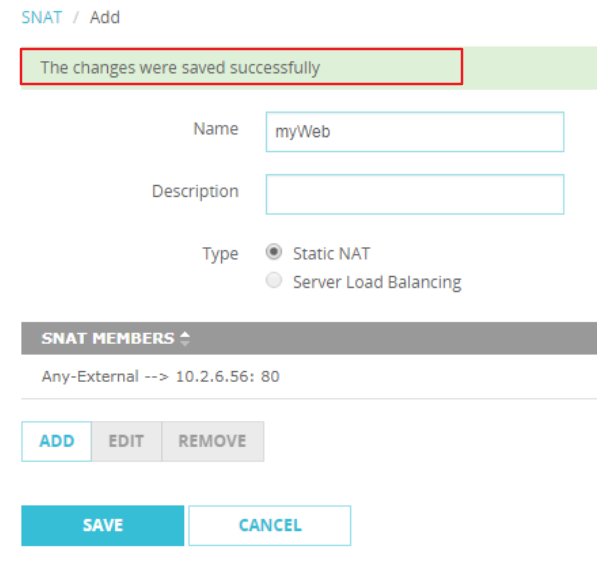 SNAT / Add
The changes were saved successfully
Name myWeb
Description
Type Static NAT
Server Load Balancing
SNAT MEMBERS
Any-External --> 10.2.6.56: 80
ADD EDIT REMOVE
SAVE CANCEL